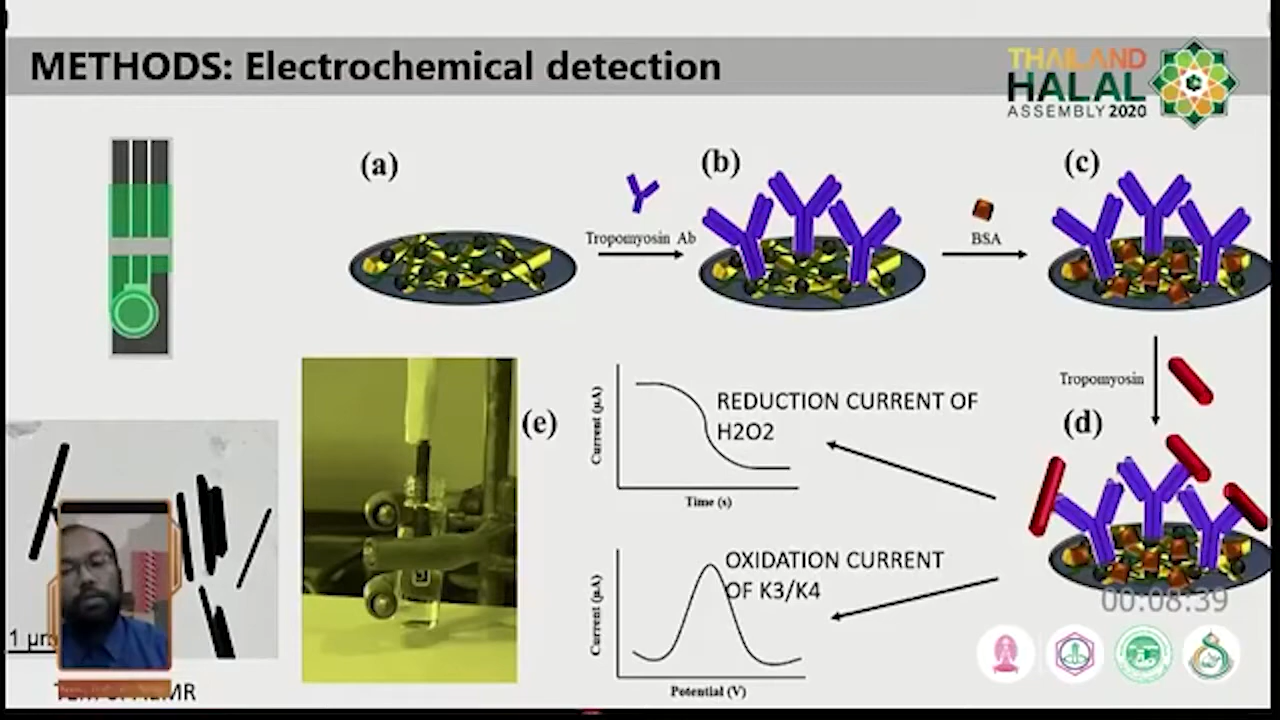 METHODS: Electrochemical detection
THAILAND
HALAL
ASSEMBLY 2020
(a)
Tropomyosin Ab
(b)
BSA
(c)
Tropomyosin
(d)
(e)
Current (µA)
REDUCTION CURRENT OF
H2O2
Time (s)
Current (µA)
OXIDATION CURRENT
OF K3/K4
Potential (V)
00:08:39
1 µm